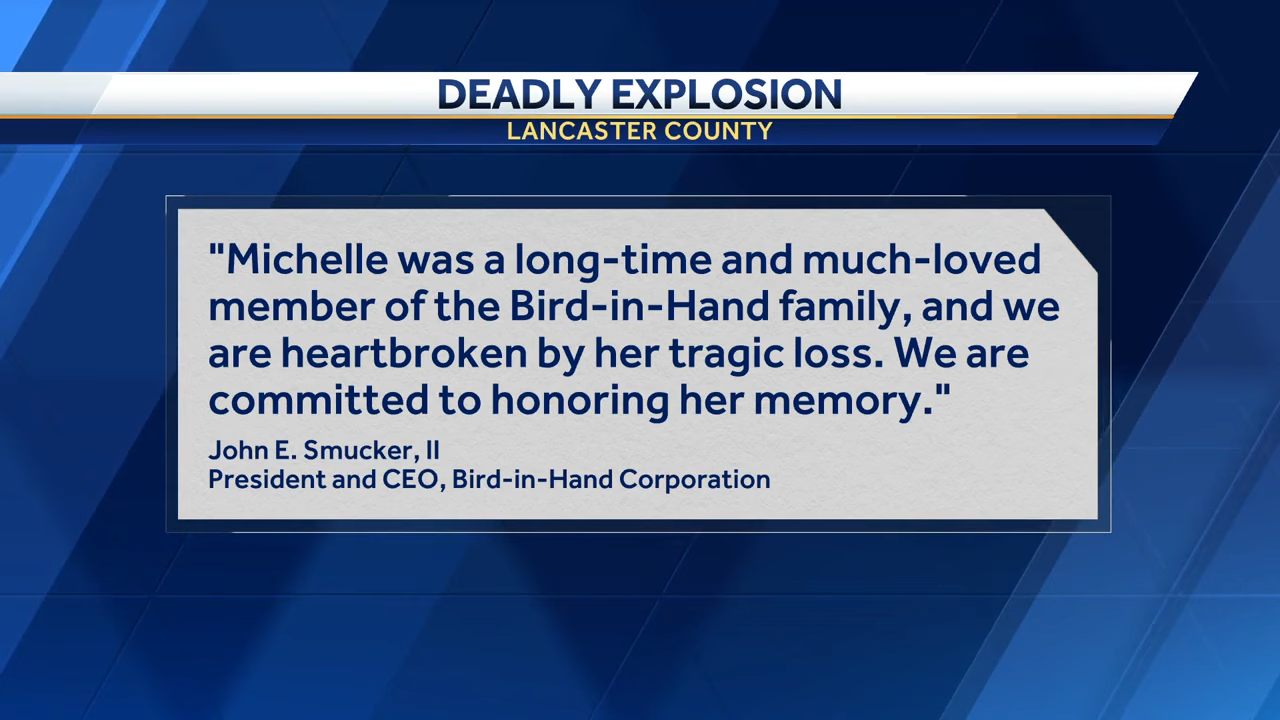 DEADLY EXPLOSION
LANCASTER COUNTY
"Michelle was a long-time and much-loved
member of the Bird-in-Hand family, and we
are heartbroken by her tragic loss. We are
committed to honoring her memory."
John E. Smucker, II
President and CEO, Bird-in-Hand Corporation